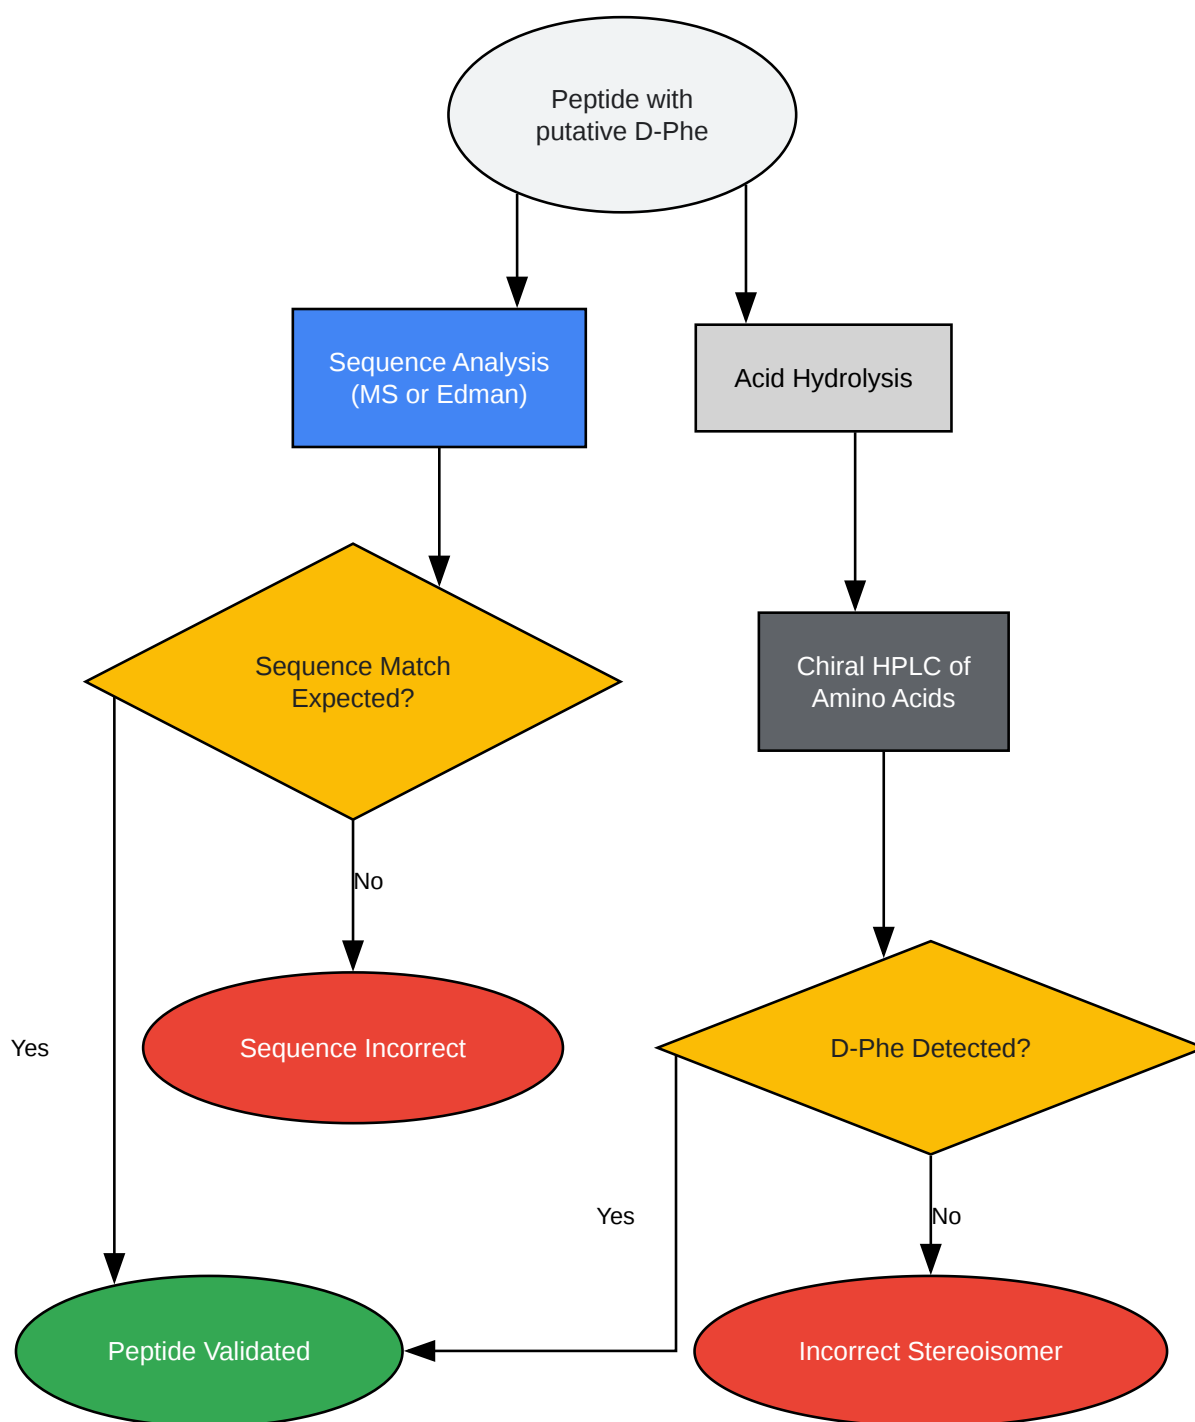 Peptide with
putative D-Phe
Sequence Analysis
(MS or Edman)
Acid Hydrolysis
Sequence Match
Expected?
Chiral HPLC of
Amino Acids
No
Yes
Sequence Incorrect
D-Phe Detected?
Yes
No
Peptide Validated
Incorrect Stereoisomer